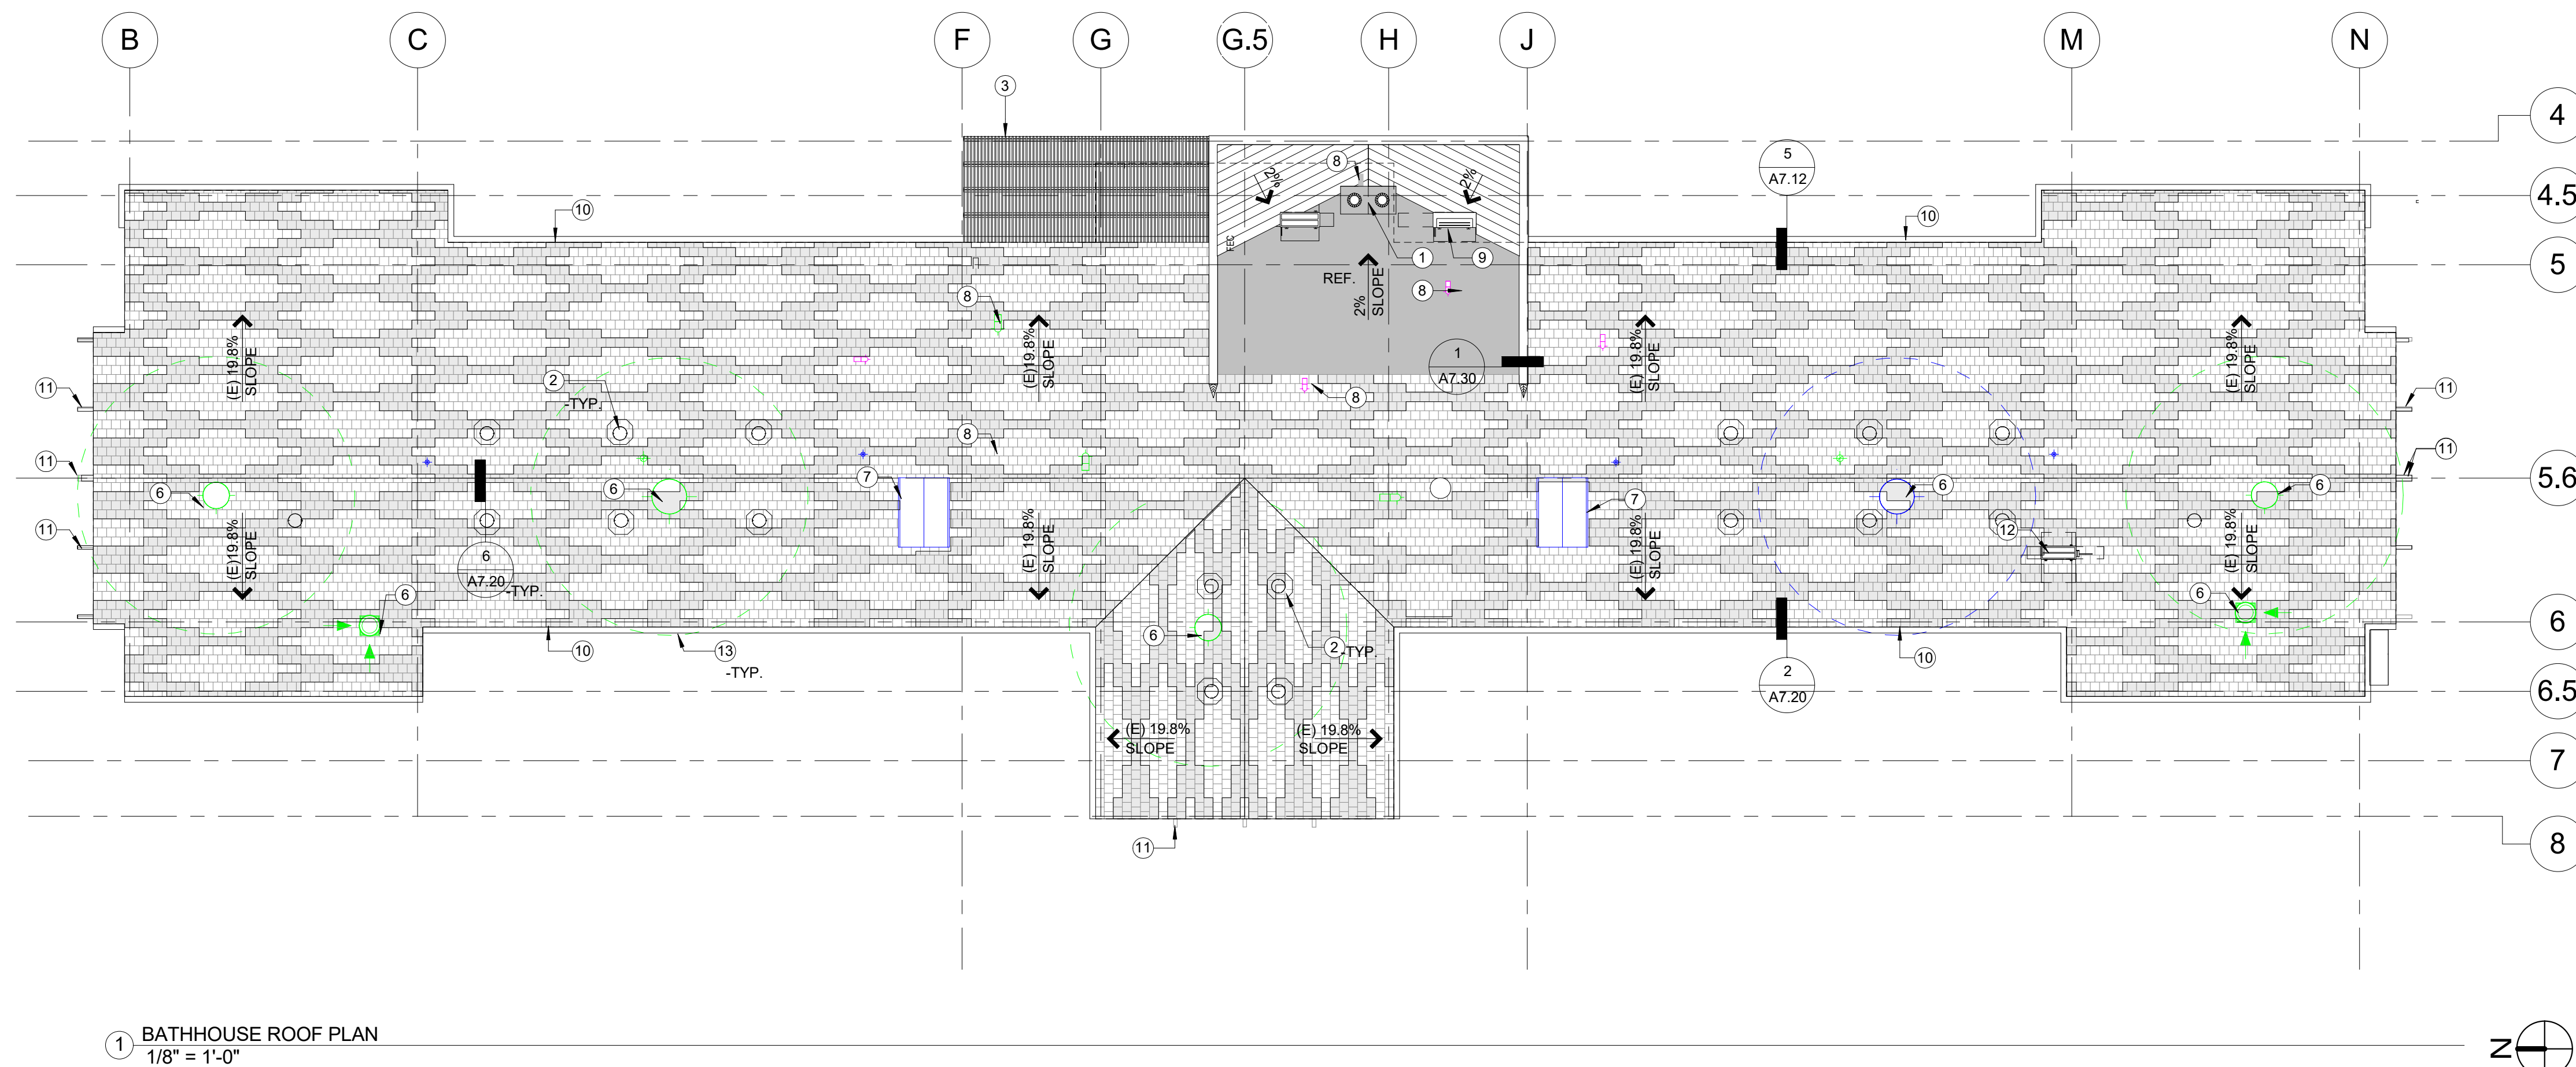 B
C
F
G
G.5
H
J
M
N
3
4
5
A7.12
8
4.5
2%
2%
10
10
FEC
1
9
5
REF.
2%
SLOPE
8
8
(E) 19.8%
SLOPE
(E)19.8%
SLOPE
(E) 19.8%
SLOPE
(E) 19.8%
SLOPE
1
A7.30
2
-TYP.
11
11
8
8
11
11
7
5.6
6
6
7
6
6
(E)19.8%
SLOPE
(E) 19.8%
SLOPE
(E) 19.8%
SLOPE
(E) 19.8%
SLOPE
11
12
6
A7.20
-TYP.
6
6
6
6
10
13
-TYP.
2
-TYP.
10
2
A7.20
6.5
(E) 19.8%
SLOPE
(E) 19.8%
SLOPE
7
11
8
1
BATHHOUSE ROOF PLAN
1/8" = 1'-0"
N